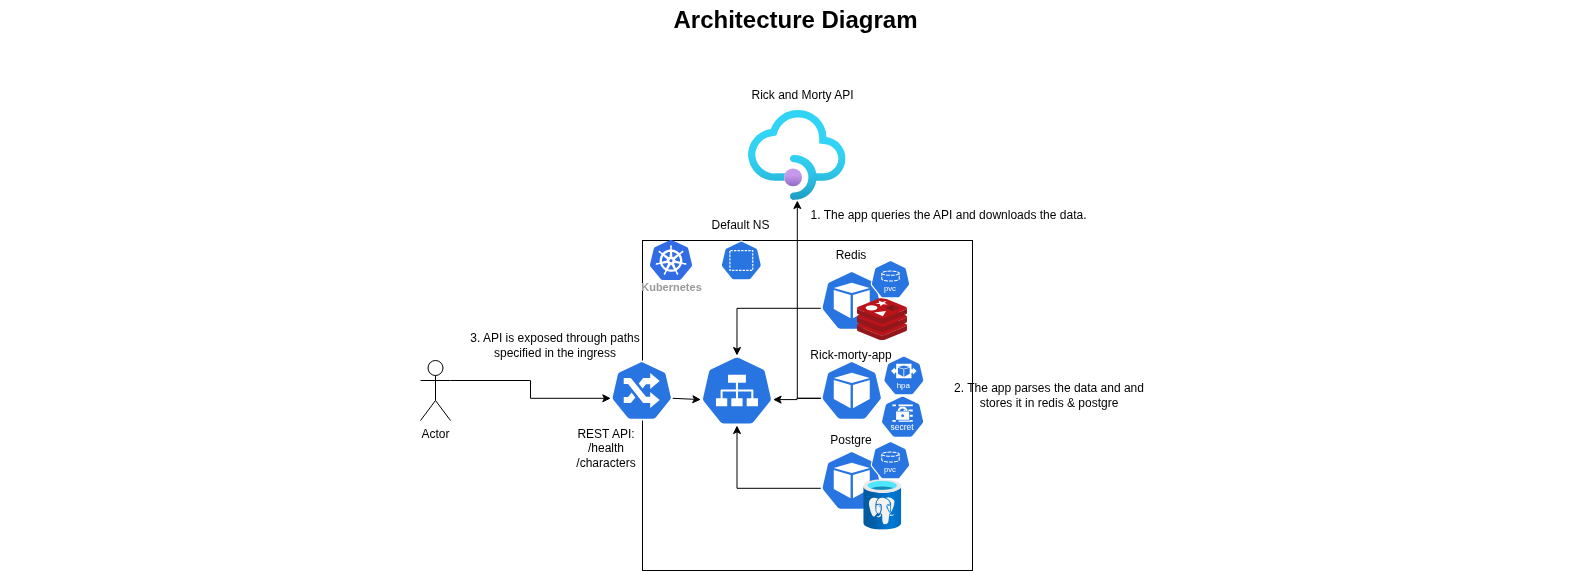 Architecture Diagram
Rick and Morty API
1. The app queries the API and downloads the data.
Default NS
Kubernetes
Redis
pvc
3. API is exposed through paths
specified in the ingress
Rick-morty-app
hpa
2. The app parses the data and and
stores it in redis & postgre
secret
Actor
REST API:
/health
/characters
Postgre
pvc